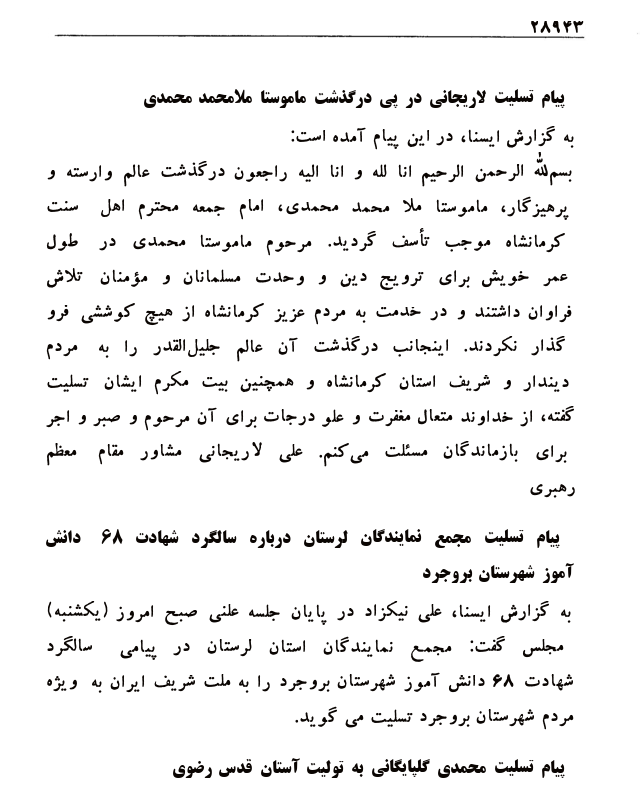 ۲۸۹۴۳
پیام تسلیت لاریجانی در پی درگذشت ماموستا ملامحمد محمدی
به گزارش ایسنا، در این پیام آمده است:
بسم‌الله الرحمن الرحیم انا لله و انا الیه راجعون درگذشت عالم وارسته و
پرهیزگار، ماموستا ملا محمد محمدی، امام جمعه محترم اهل سنت
کرمانشاه موجب تأسف گردید. مرحوم ماموستا محمدی در طول
عمر خویش برای ترویج دین و وحدت مسلمانان و مؤمنان تلاش
فراوان داشتند و در خدمت به مردم عزیز کرمانشاه از هیچ کوششی فرو
گذار نکردند. اینجانب درگذشت آن عالم جلیل‌القدر را به مردم
دیندار و شریف استان کرمانشاه و همچنین بیت مکرم ایشان تسلیت
گفته، از خداوند متعال مغفرت و علو درجات برای آن مرحوم و صبر و اجر
برای بازماندگان مسئلت می‌کنم. علی لاریجانی مشاور مقام معظم
رهبری
پیام تسلیت مجمع نمایندگان لرستان درباره سالگرد شهادت ۶۸ دانش
آموز شهرستان بروجرد
به گزارش ایسنا، علی نیکزاد در پایان جلسه علنی صبح امروز (یکشنبه)
مجلس گفت: مجمع نمایندگان استان لرستان در پیامی سالگرد
شهادت ۶۸ دانش آموز شهرستان بروجرد را به ملت شریف ایران به ویژه
مردم شهرستان بروجرد تسلیت می گوید.
پیام تسلیت محمدی گلپایگانی به تولیت آستان قدس رضوی